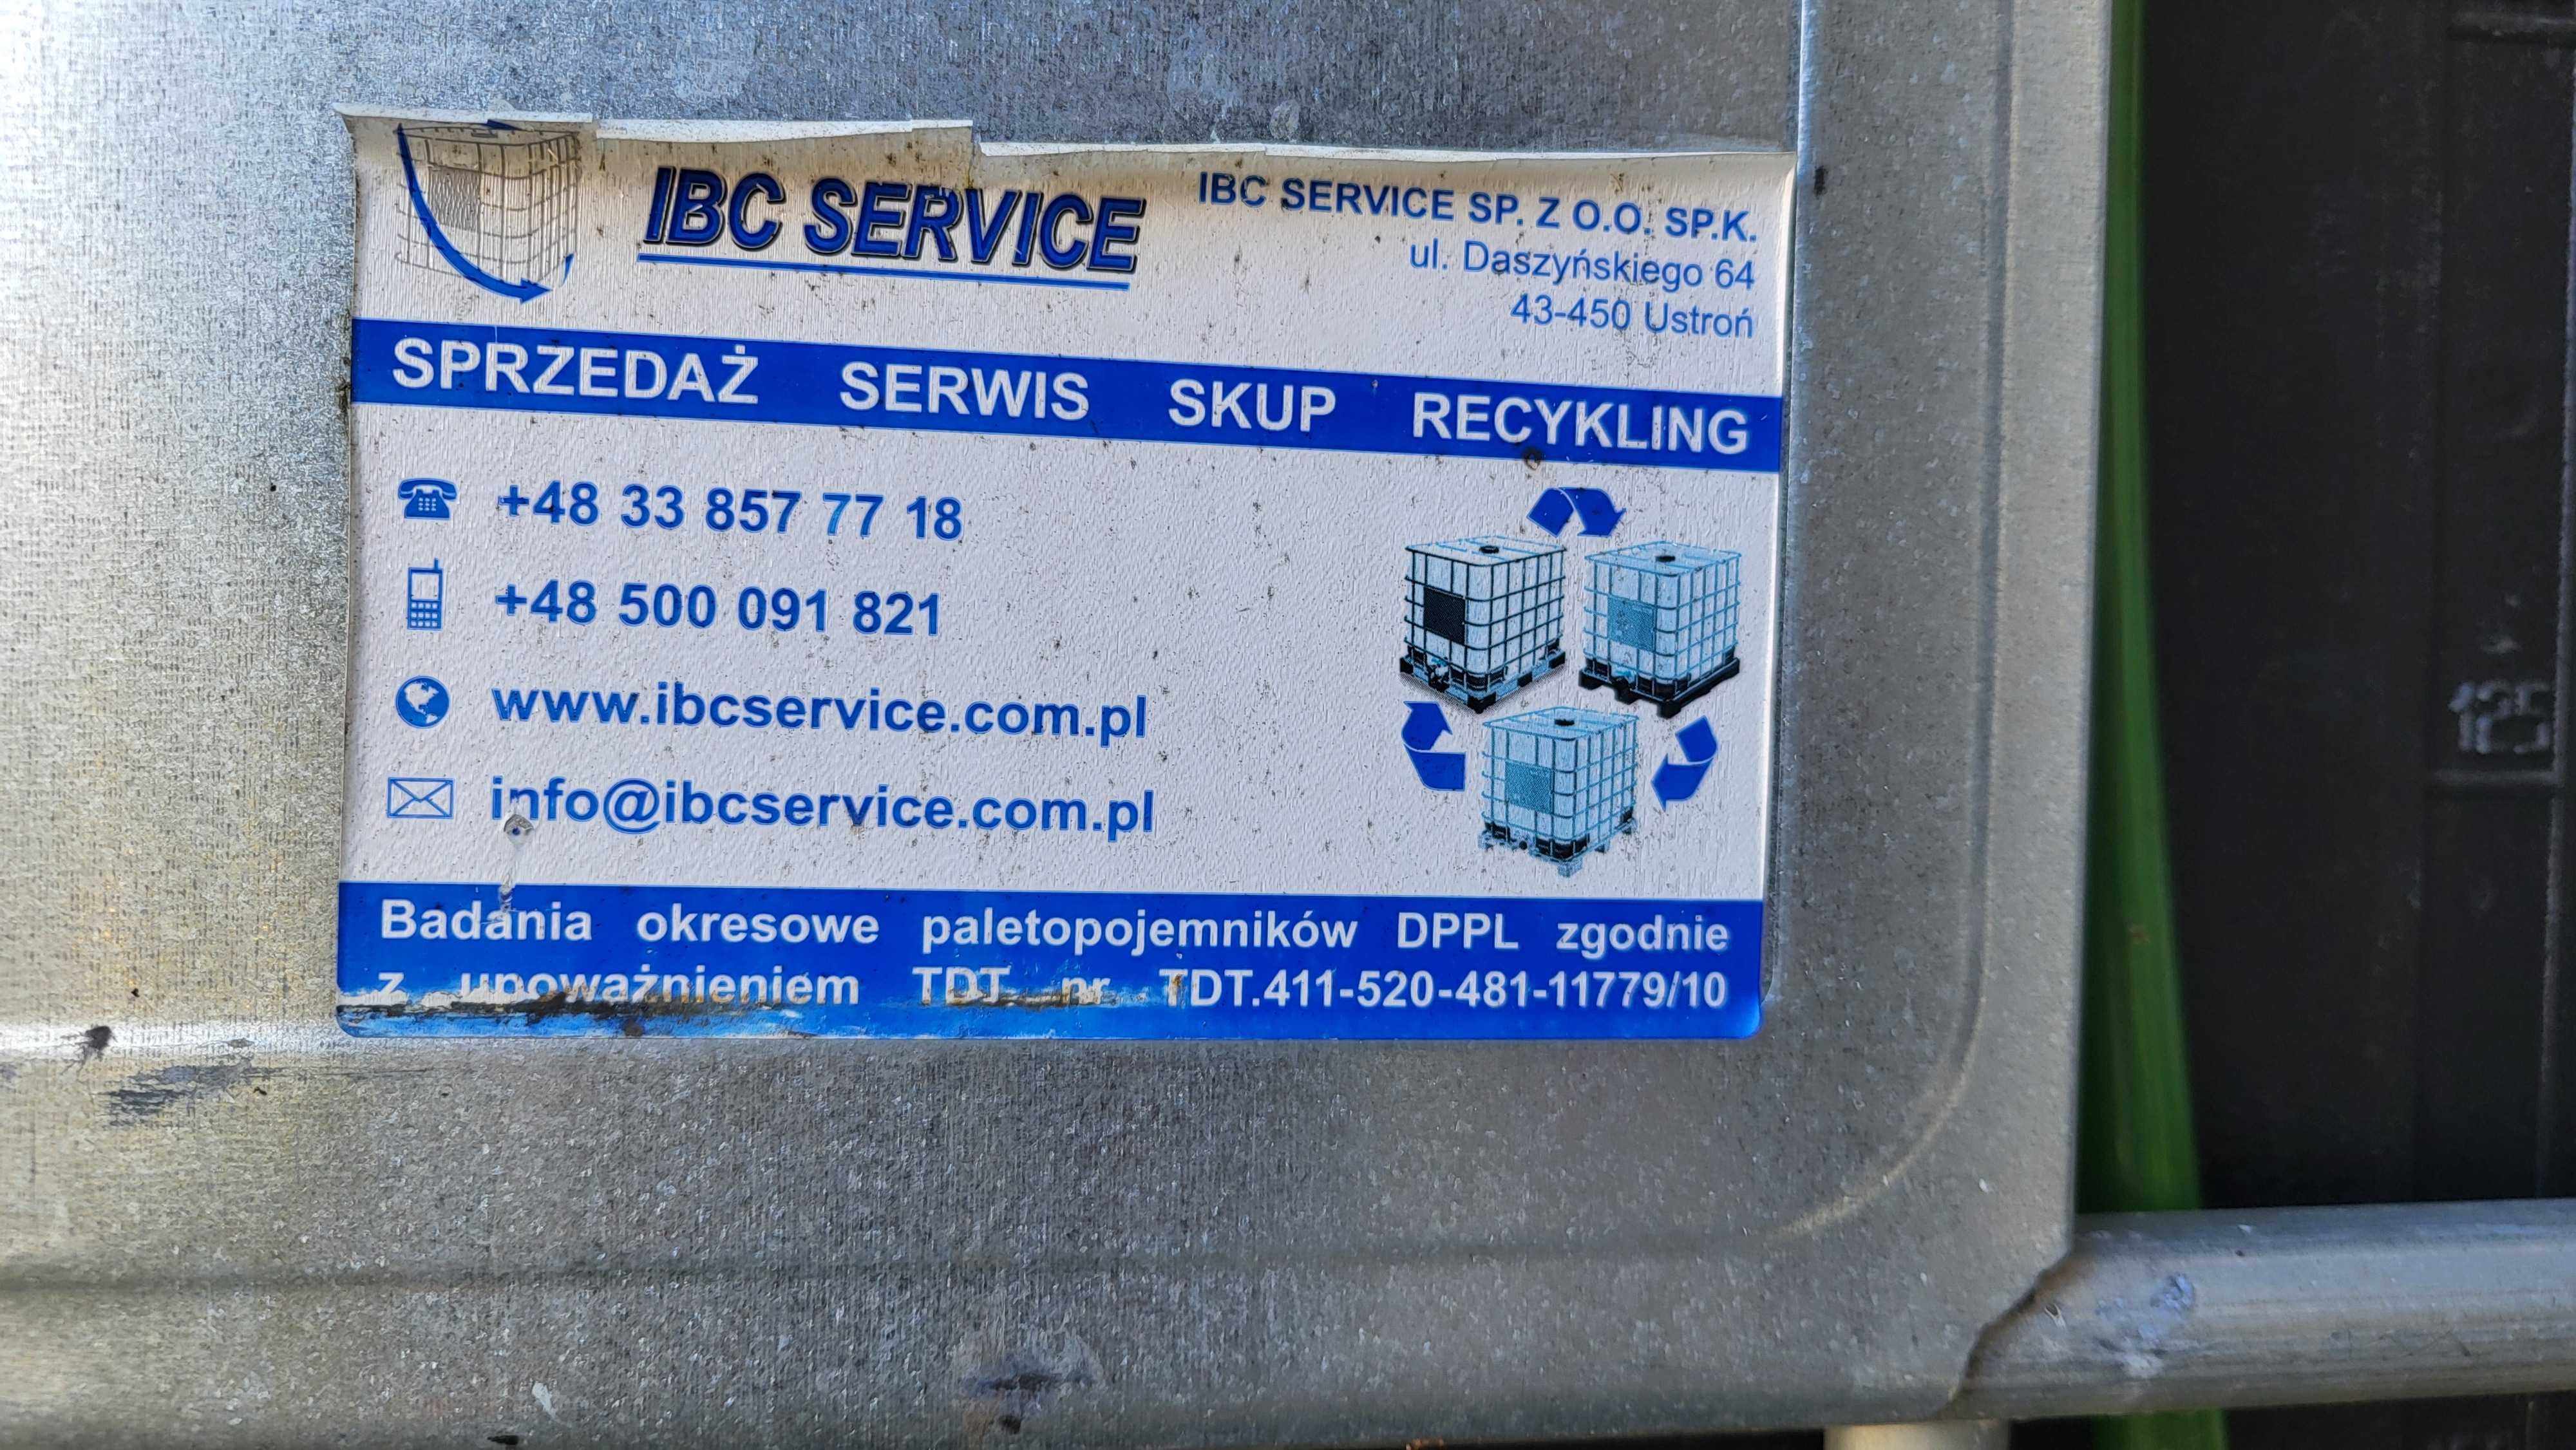 IBC SERVICE
IBC SERVICE SP. Z O.O. SP.K.
ul. Daszyńskiego 64
43-450 Ustroń
SPRZEDAŻ SERWIS SKUP RECYKLING
+48 33 857 77 18
+48 500 091 821
www.ibcservice.com.pl
info@ibcservice.com.pl
Badania okresowe paletopojemników DPPL zgodnie
z upoważnieniem TDT nr TDT.411-520-481-11779/10